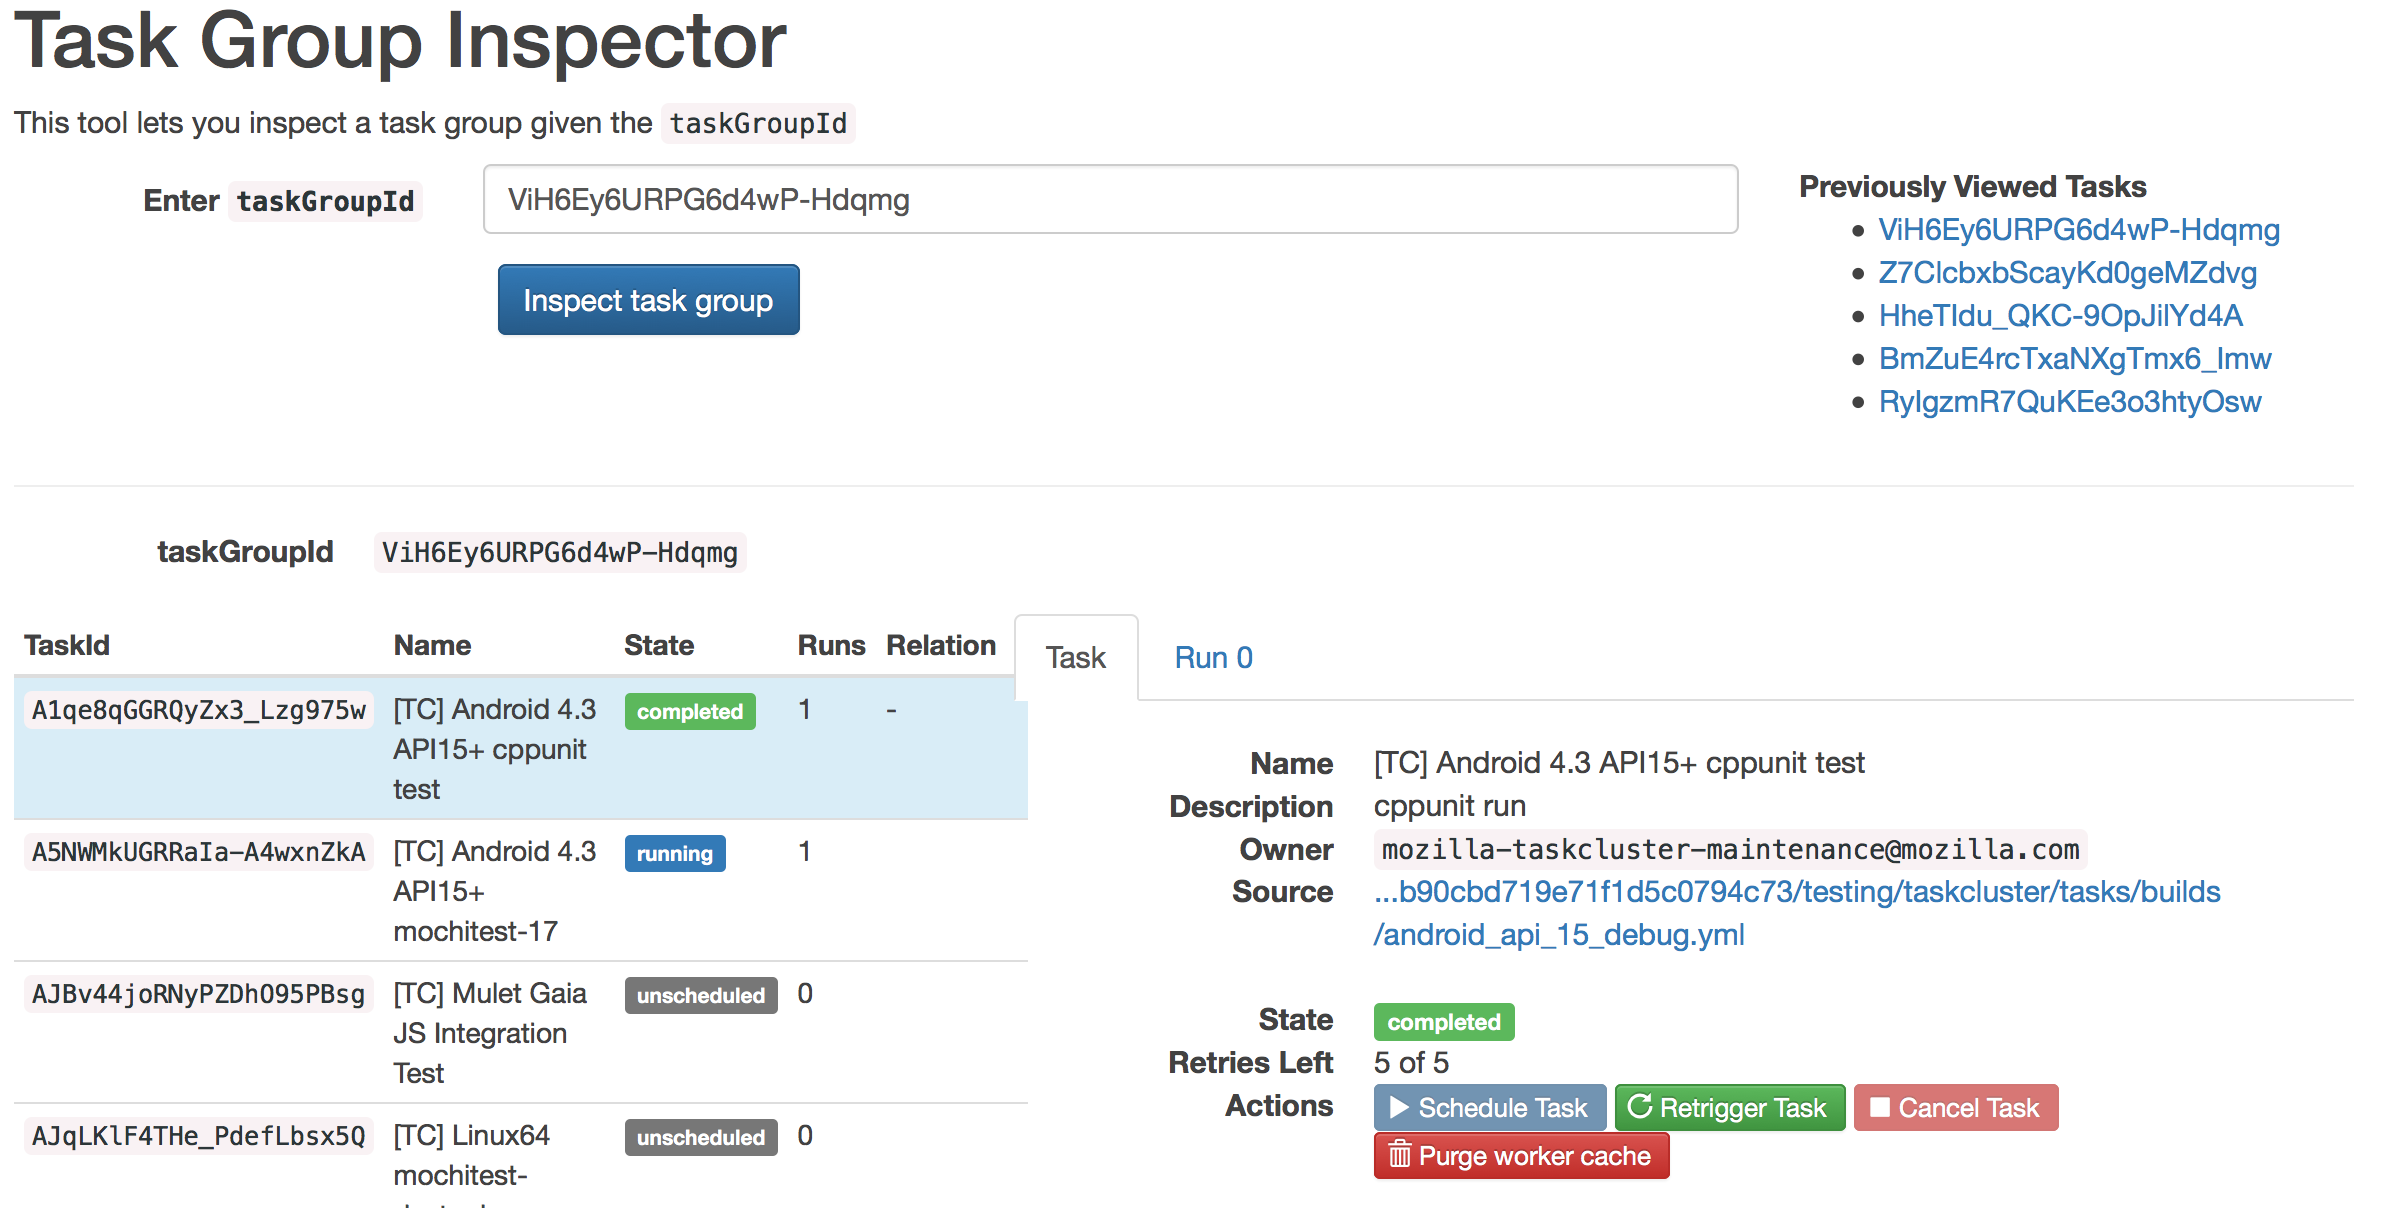 Task Group Inspector
This tool lets you inspect a task group given the taskGroupId
Enter taskGroupId
ViH6Ey6URPG6d4wP-Hdqmg
Inspect task group
Previously Viewed Tasks
ViH6Ey6URPG6d4wP-Hdqmg
Z7ClcbxbScayKd0geMZdvg
HheTIdu_QKC-9OpJilYd4A
BmZuE4rcTxaNXgTmx6_Imw
RyIgzmR7QuKEe3o3htyOsw
taskGroupId ViH6Ey6URPG6d4wP-Hdqmg
TaskId Name State Runs Relation
A1qe8qGGRQyZx3_Lzg975w [TC] Android 4.3 completed 1 -
API15+ cppunit
test
A5NWMkUGRRaIa-A4wxnZkA [TC] Android 4.3 running 1
API15+
mochitest-17
AJBv44joRNyPZDhO95PBsg [TC] Mulet Gaia unscheduled 0
JS Integration
Test
AJqLKlF4THe_PdefLbsx5Q [TC] Linux64 unscheduled 0
mochitest-
Task Run 0
Name [TC] Android 4.3 API15+ cppunit test
Description cppunit run
Owner mozilla-taskcluster-maintenance@mozilla.com
Source ...b90cbd719e71f1d5c0794c73/testing/taskcluster/tasks/builds
/android_api_15_debug.yml
State completed
Retries Left 5 of 5
Actions Schedule Task Retrigger Task Cancel Task
Purge worker cache